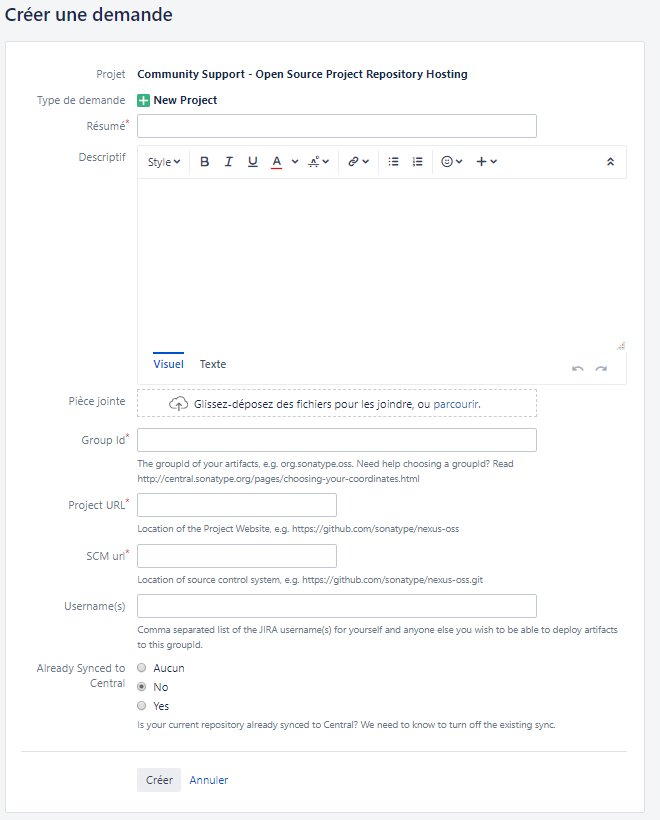 Créer une demande
Projet Community Support - Open Source Project Repository Hosting
Type de demande New Project
Résumé*
Descriptif Style B I U A
Visuel Texte
Pièce jointe Glissez-déposez des fichiers pour les joindre, ou parcourir.
Group Id*
The groupId of your artifacts, e.g. org.sonatype.oss. Need help choosing a groupId? Read
http://central.sonatype.org/pages/choosing-your-coordinates.html
Project URL*
Location of the Project Website, e.g. https://github.com/sonatype/nexus-oss
SCM url*
Location of source control system, e.g. https://github.com/sonatype/nexus-oss.git
Username(s)
Comma separated list of the JIRA username(s) for yourself and anyone else you wish to be able to deploy artifacts
to this groupId.
Already Synced to
Central
Aucun
No
Yes
Is your current repository already synced to Central? We need to know to turn off the existing sync.
Créer Annuler